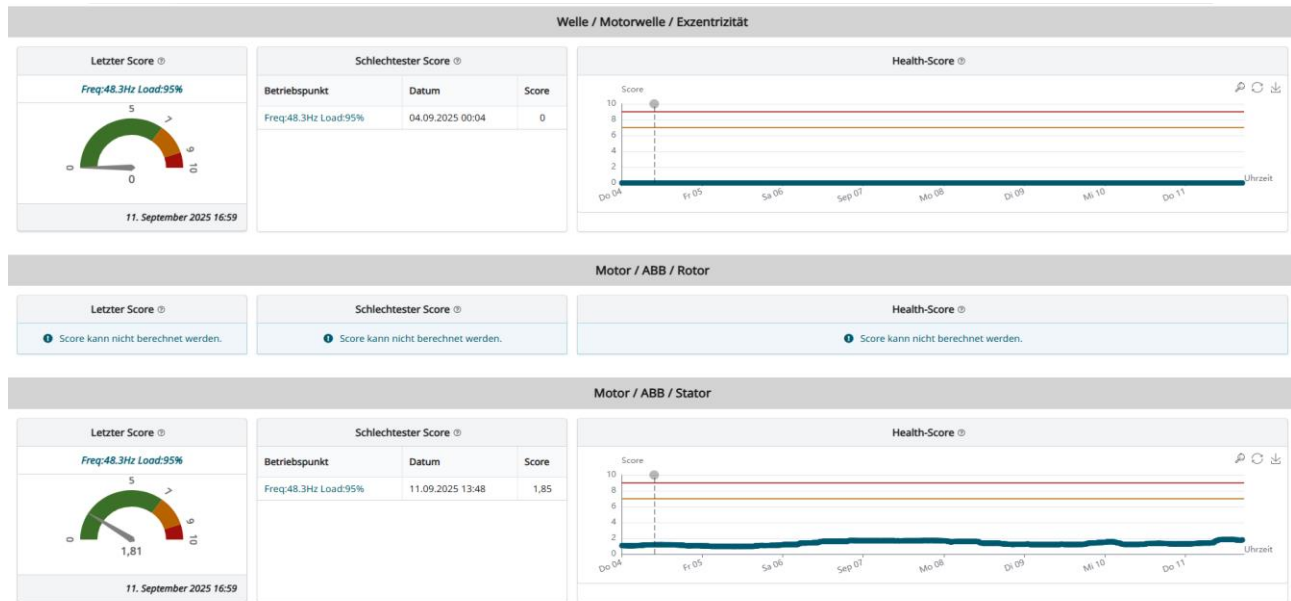 Welle / Motorwelle / Exzentrizität
Letzter Score
Freq:48.3Hz Load:95%
0 5 7 9 10
0
11. September 2025 16:59
Schlechtester Score
Betriebspunkt Datum Score
Freq:48.3Hz Load:95% 04.09.2025 00:04 0
Health-Score
Score
10
8
6
4
2
0
Uhrzeit
Do 04 Fr 05 Sa 06 Sep 07 Mo 08 Di 09 Mi 10 Do 11
Motor / ABB / Rotor
Letzter Score
Score kann nicht berechnet werden.
Schlechtester Score
Score kann nicht berechnet werden.
Health-Score
Score kann nicht berechnet werden.
Motor / ABB / Stator
Letzter Score
Freq:48.3Hz Load:95%
0 5 7 9 10
1,81
11. September 2025 16:59
Schlechtester Score
Betriebspunkt Datum Score
Freq:48.3Hz Load:95% 11.09.2025 13:48 1,85
Health-Score
Score
10
8
6
4
2
0
Uhrzeit
Do 04 Fr 05 Sa 06 Sep 07 Mo 08 Di 09 Mi 10 Do 11